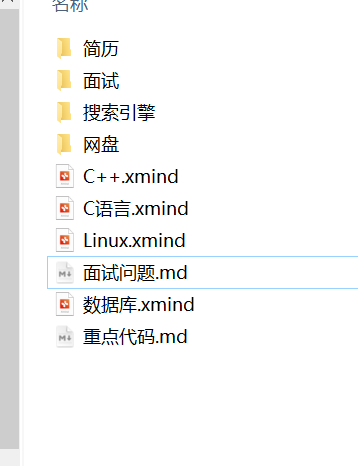 名称
简历
面试
搜索引擎
网盘
C++.xmind
C语言.xmind
Linux.xmind
面试问题.md
数据库.xmind
重点代码.md